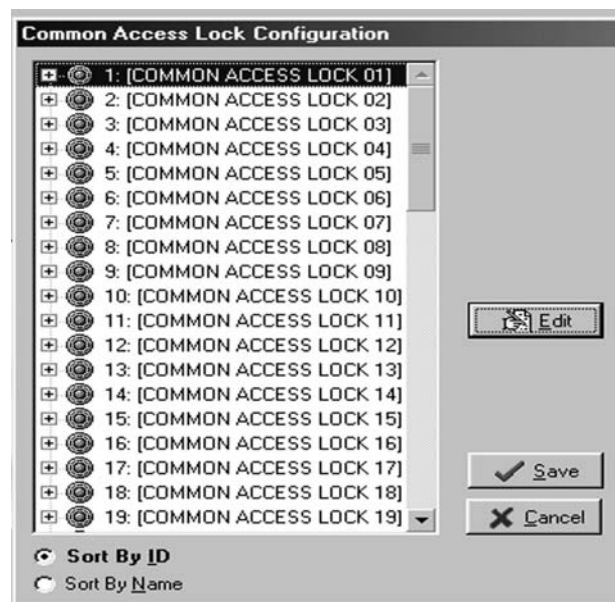 Common Access Lock Configuration
1: [COMMON ACCESS LOCK 01]
2: [COMMON ACCESS LOCK 02]
3: [COMMON ACCESS LOCK 03]
4: [COMMON ACCESS LOCK 04]
5: [COMMON ACCESS LOCK 05]
6: [COMMON ACCESS LOCK 06]
7: [COMMON ACCESS LOCK 07]
8: [COMMON ACCESS LOCK 08]
9: [COMMON ACCESS LOCK 09]
10: [COMMON ACCESS LOCK 10]
11: [COMMON ACCESS LOCK 11]
12: [COMMON ACCESS LOCK 12]
13: [COMMON ACCESS LOCK 13]
14: [COMMON ACCESS LOCK 14]
15: [COMMON ACCESS LOCK 15]
16: [COMMON ACCESS LOCK 16]
17: [COMMON ACCESS LOCK 17]
18: [COMMON ACCESS LOCK 18]
19: [COMMON ACCESS LOCK 19]
Edit
Save
Cancel
Sort By ID
Sort By Name